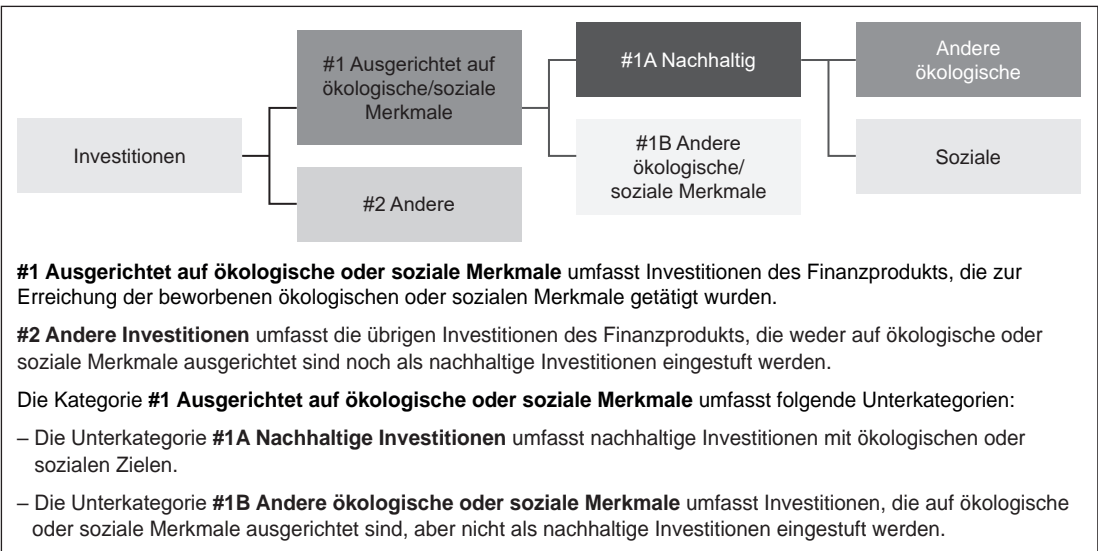 Investitionen
#1 Ausgerichtet auf
ökologische/soziale
Merkmale
#2 Andere
#1A Nachhaltig
#1B Andere
ökologische/
soziale Merkmale
Andere
ökologische
Soziale
#1 Ausgerichtet auf ökologische oder soziale Merkmale umfasst Investitionen des Finanzprodukts, die zur
Erreichung der beworbenen ökologischen oder sozialen Merkmale getätigt wurden.
#2 Andere Investitionen umfasst die übrigen Investitionen des Finanzprodukts, die weder auf ökologische oder
soziale Merkmale ausgerichtet sind noch als nachhaltige Investitionen eingestuft werden.
Die Kategorie #1 Ausgerichtet auf ökologische oder soziale Merkmale umfasst folgende Unterkategorien:
– Die Unterkategorie #1A Nachhaltige Investitionen umfasst nachhaltige Investitionen mit ökologischen oder
sozialen Zielen.
– Die Unterkategorie #1B Andere ökologische oder soziale Merkmale umfasst Investitionen, die auf ökologische
oder soziale Merkmale ausgerichtet sind, aber nicht als nachhaltige Investitionen eingestuft werden.